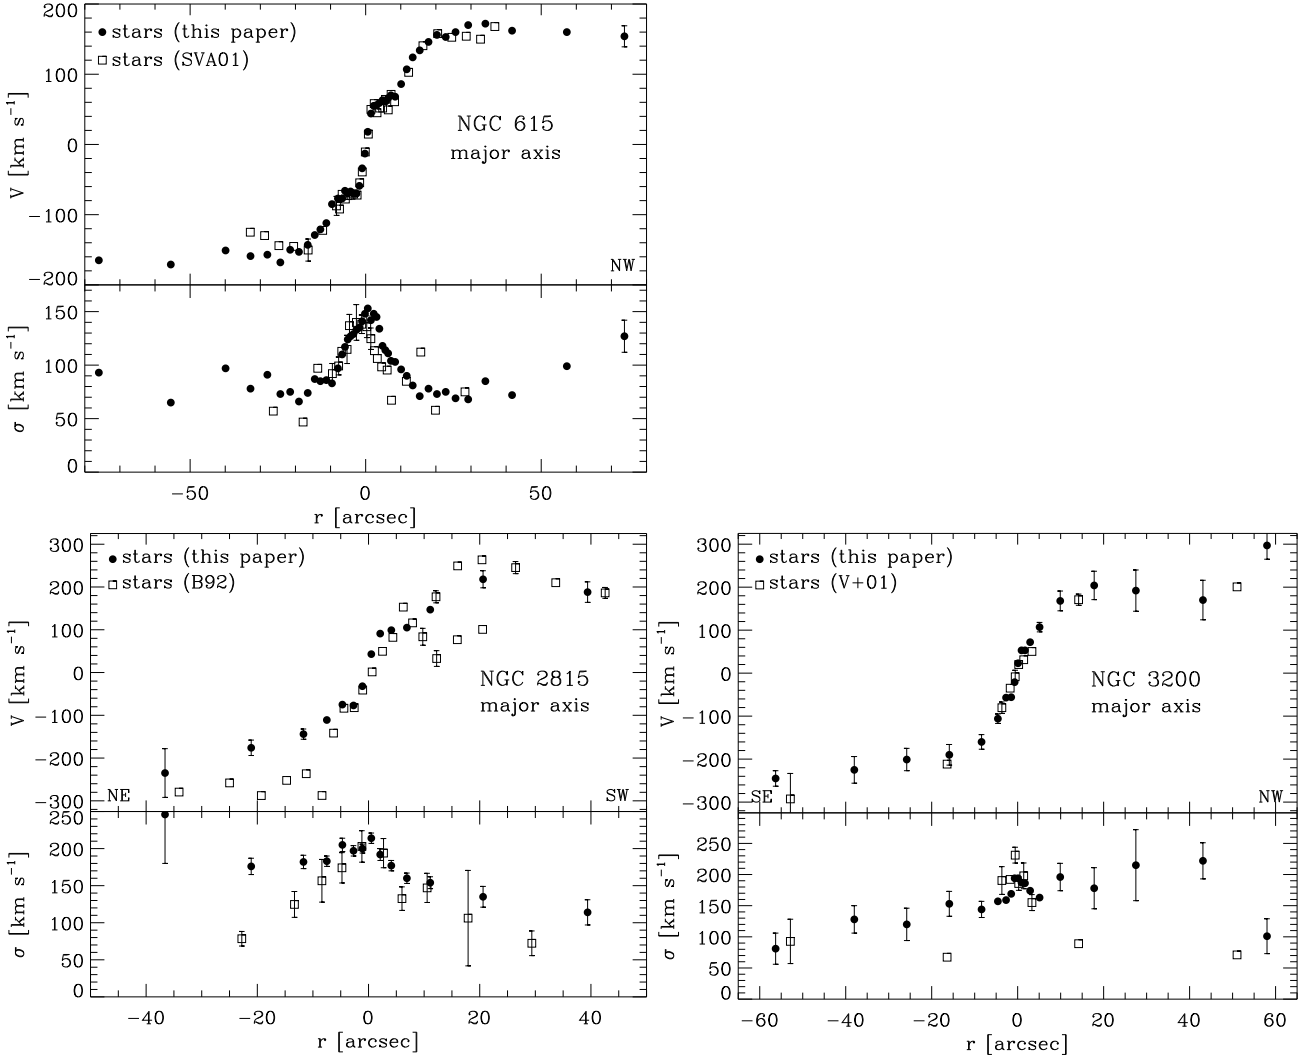 200
100
0
−100
−200
V [km s−1]
stars (this paper)
stars (SVA01)
NGC 615
major axis
NW
150
100
50
0
σ [km s−1]
−50 0 50
r [arcsec]
300
200
100
0
−100
−200
−300
V [km s−1]
stars (this paper)
stars (B92)
NGC 2815
major axis
NE SW
250
200
150
100
50
0
σ [km s−1]
−40 −20 0 20 40
r [arcsec]
300
200
100
0
−100
−200
−300
V [km s−1]
stars (this paper)
stars (V+01)
NGC 3200
major axis
SE NW
250
200
150
100
50
0
σ [km s−1]
−60 −40 −20 0 20 40 60
r [arcsec]